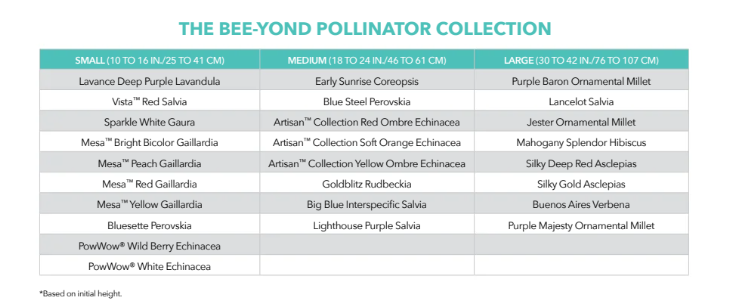 THE BEE-YOND POLLINATOR COLLECTION
SMALL (10 TO 16 IN./25 TO 41 CM) MEDIUM (18 TO 24 IN./46 TO 61 CM) LARGE (30 TO 42 IN./76 TO 107 CM)
Lavance Deep Purple Lavandula Early Sunrise Coreopsis Purple Baron Ornamental Millet
Vista™ Red Salvia Blue Steel Perovskia Lancelot Salvia
Sparkle White Gaura Artisan™ Collection Red Ombre Echinacea Jester Ornamental Millet
Mesa™ Bright Bicolor Gaillardia Artisan™ Collection Soft Orange Echinacea Mahogany Splendor Hibiscus
Mesa™ Peach Gaillardia Artisan™ Collection Yellow Ombre Echinacea Silky Deep Red Asclepias
Mesa™ Red Gaillardia Goldblitz Rudbeckia Silky Gold Asclepias
Mesa™ Yellow Gaillardia Big Blue Interspecific Salvia Buenos Aires Verbena
Bluesette Perovskia Lighthouse Purple Salvia Purple Majesty Ornamental Millet
PowWow® Wild Berry Echinacea
PowWow® White Echinacea
*Based on initial height.